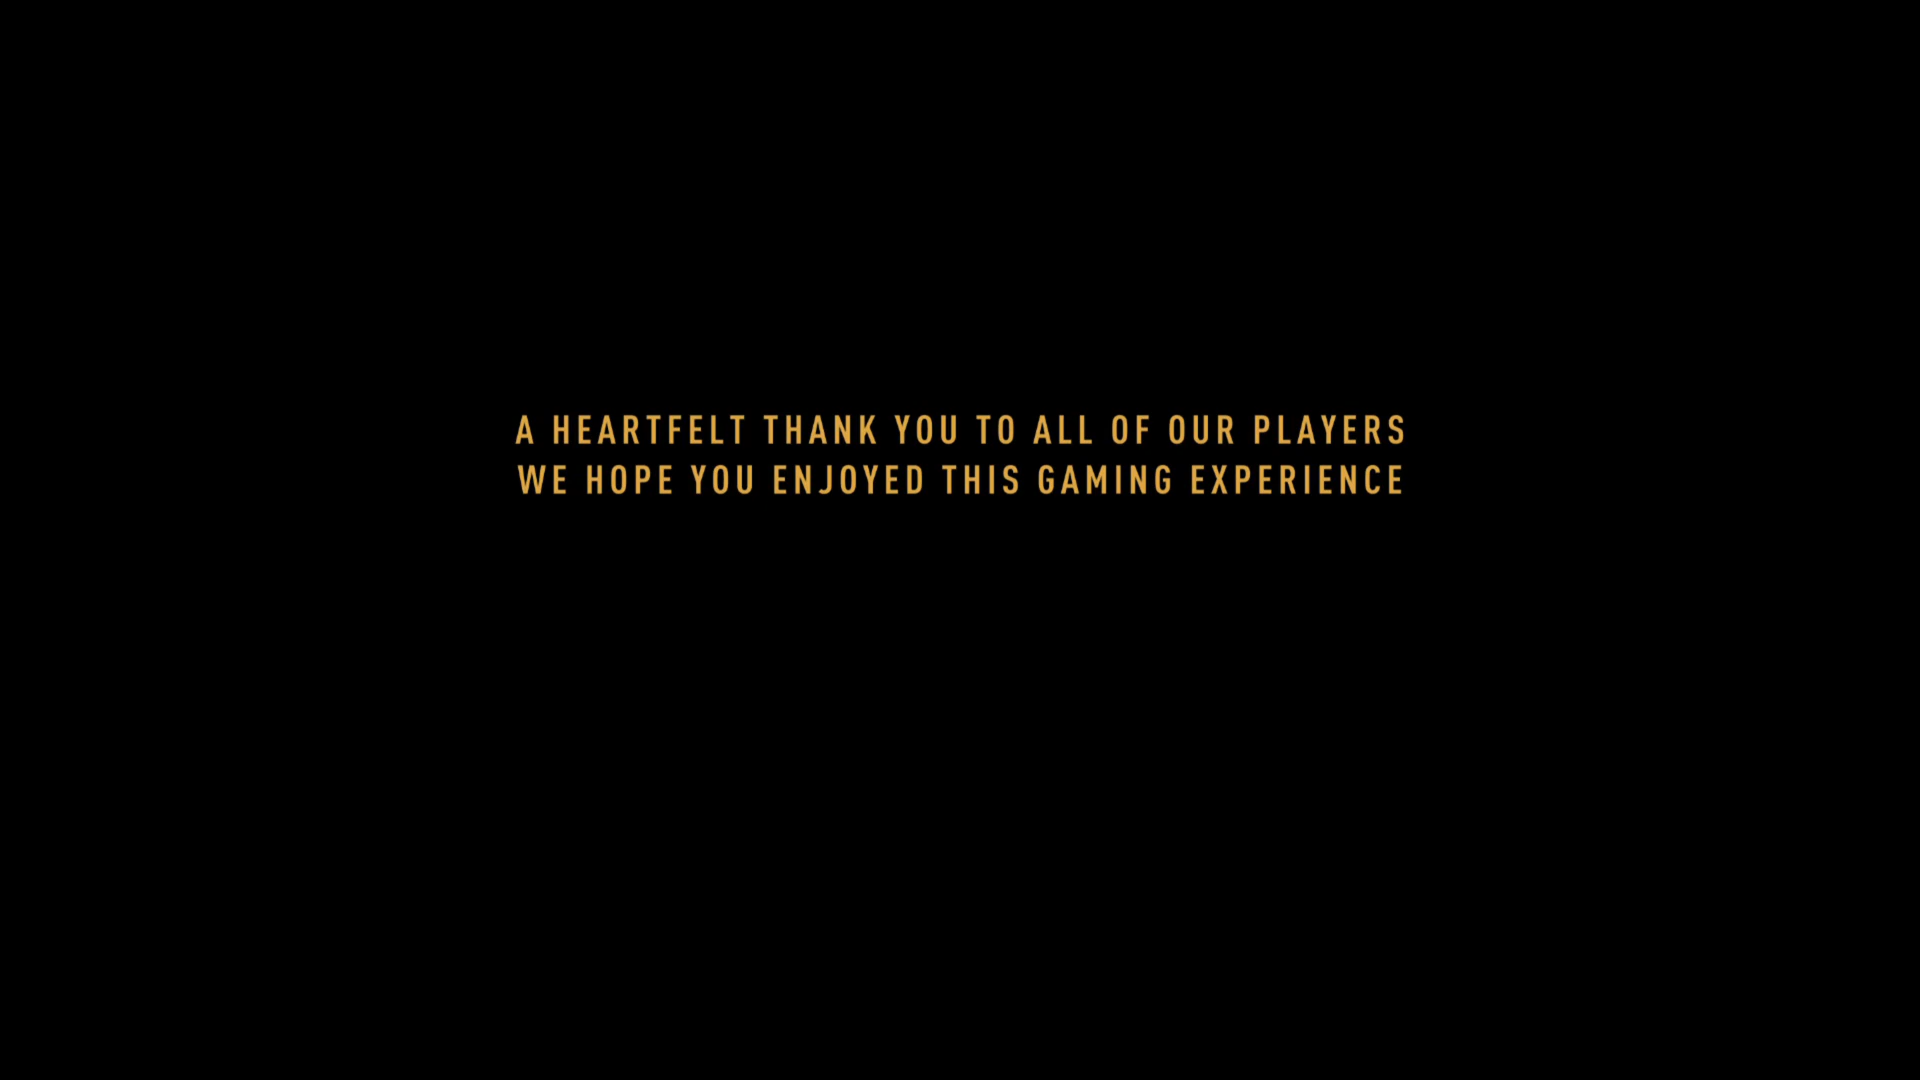 A HEARTFELT THANK YOU TO ALL OF OUR PLAYERS
WE HOPE YOU ENJOYED THIS GAMING EXPERIENCE